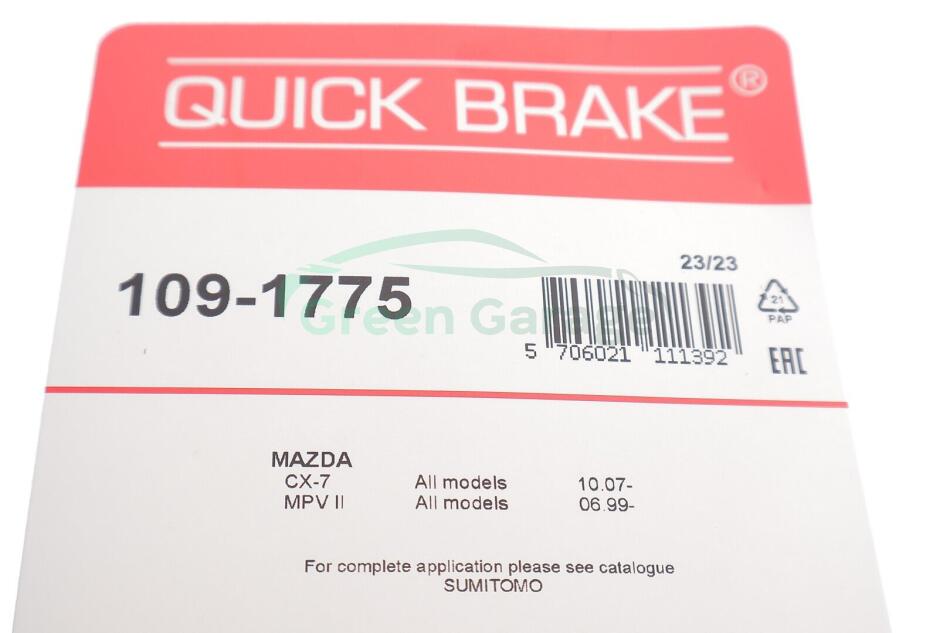 QUICK BRAKE®
109-1775
23/23
Green Garage
5 706021 111392
21
PAP
EAC
MAZDA
CX-7 All models 10.07-
MPV II All models 06.99-
For complete application please see catalogue
SUMITOMO